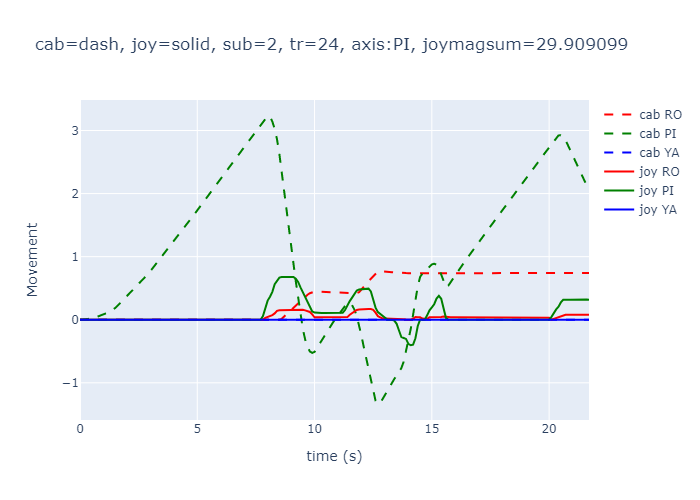 cab=dash, joy=solid, sub=2, tr=24, axis:PI, joymagsum=29.909099
cab RO
cab PI
cab YA
joy RO
joy PI
joy YA
Movement
3
2
1
0
−1
0
5
10
15
20
time (s)